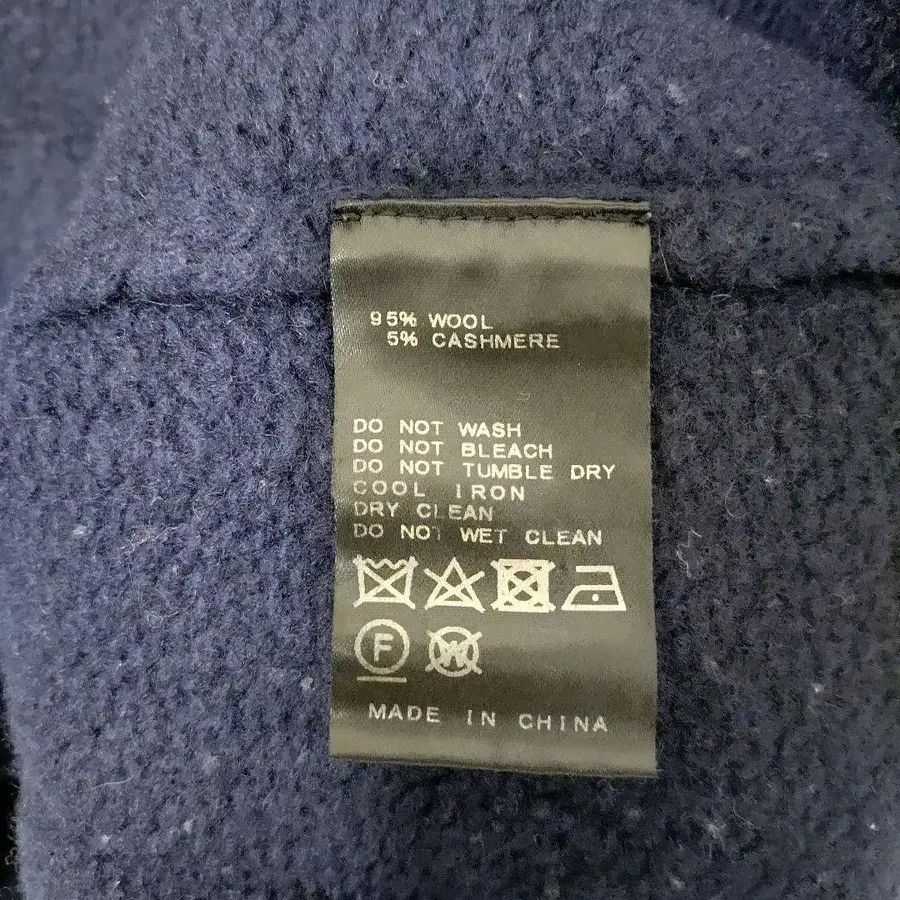 95% WOOL
5% CASHMERE
DO NOT WASH
DO NOT BLEACH
DO NOT TUMBLE DRY
COOL IRON
DRY CLEAN
DO NOT WET CLEAN
F W
MADE IN CHINA